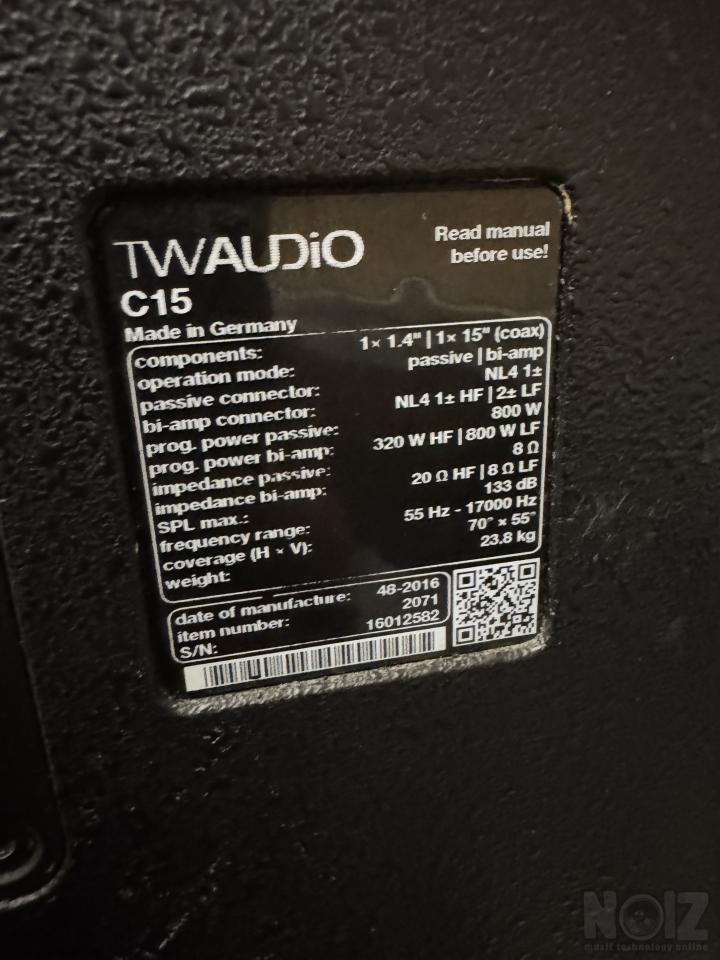 TWAUDiO
Read manual
before use!
C15
Made in Germany
components: 1× 1.4" | 1× 15" (coax)
operation mode: passive | bi-amp
passive connector: NL4 1±
bi-amp connector: NL4 1± HF | 2± LF
prog. power passive: 800 W
prog. power bi-amp: 320 W HF | 800 W LF
impedance passive: 8 Ω
impedance bi-amp: 20 Ω HF | 8 Ω LF
SPL max.: 133 dB
frequency range: 55 Hz - 17000 Hz
coverage (H × V): 70° × 55°
weight: 23.8 kg
date of manufacture: 48-2016
item number: 2071
S/N: 16012582
NOIZ
music technology online